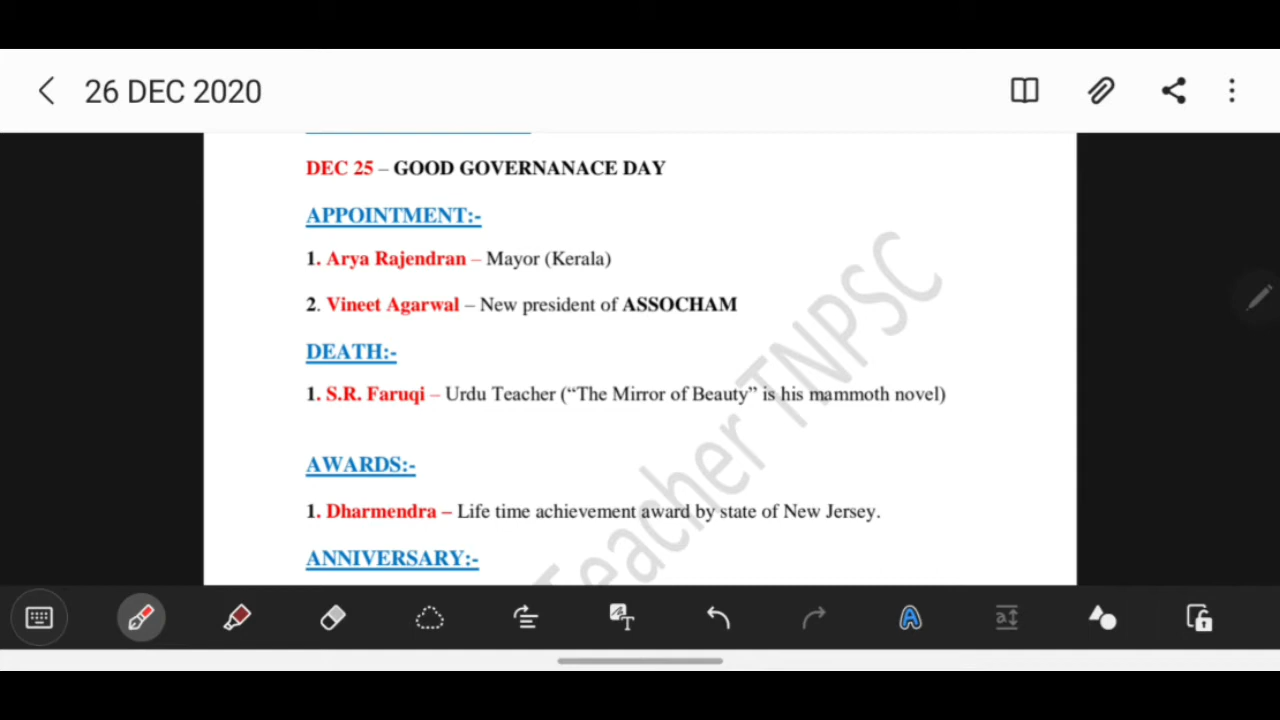 26 DEC 2020
DEC 25 – GOOD GOVERNANACE DAY
APPOINTMENT:-
1. Arya Rajendran – Mayor (Kerala)
2. Vineet Agarwal – New president of ASSOCHAM
DEATH:-
1. S.R. Faruqi – Urdu Teacher (“The Mirror of Beauty” is his mammoth novel)
AWARDS:-
1. Dharmendra – Life time achievement award by state of New Jersey.
ANNIVERSARY:-
Teacher TNPSC